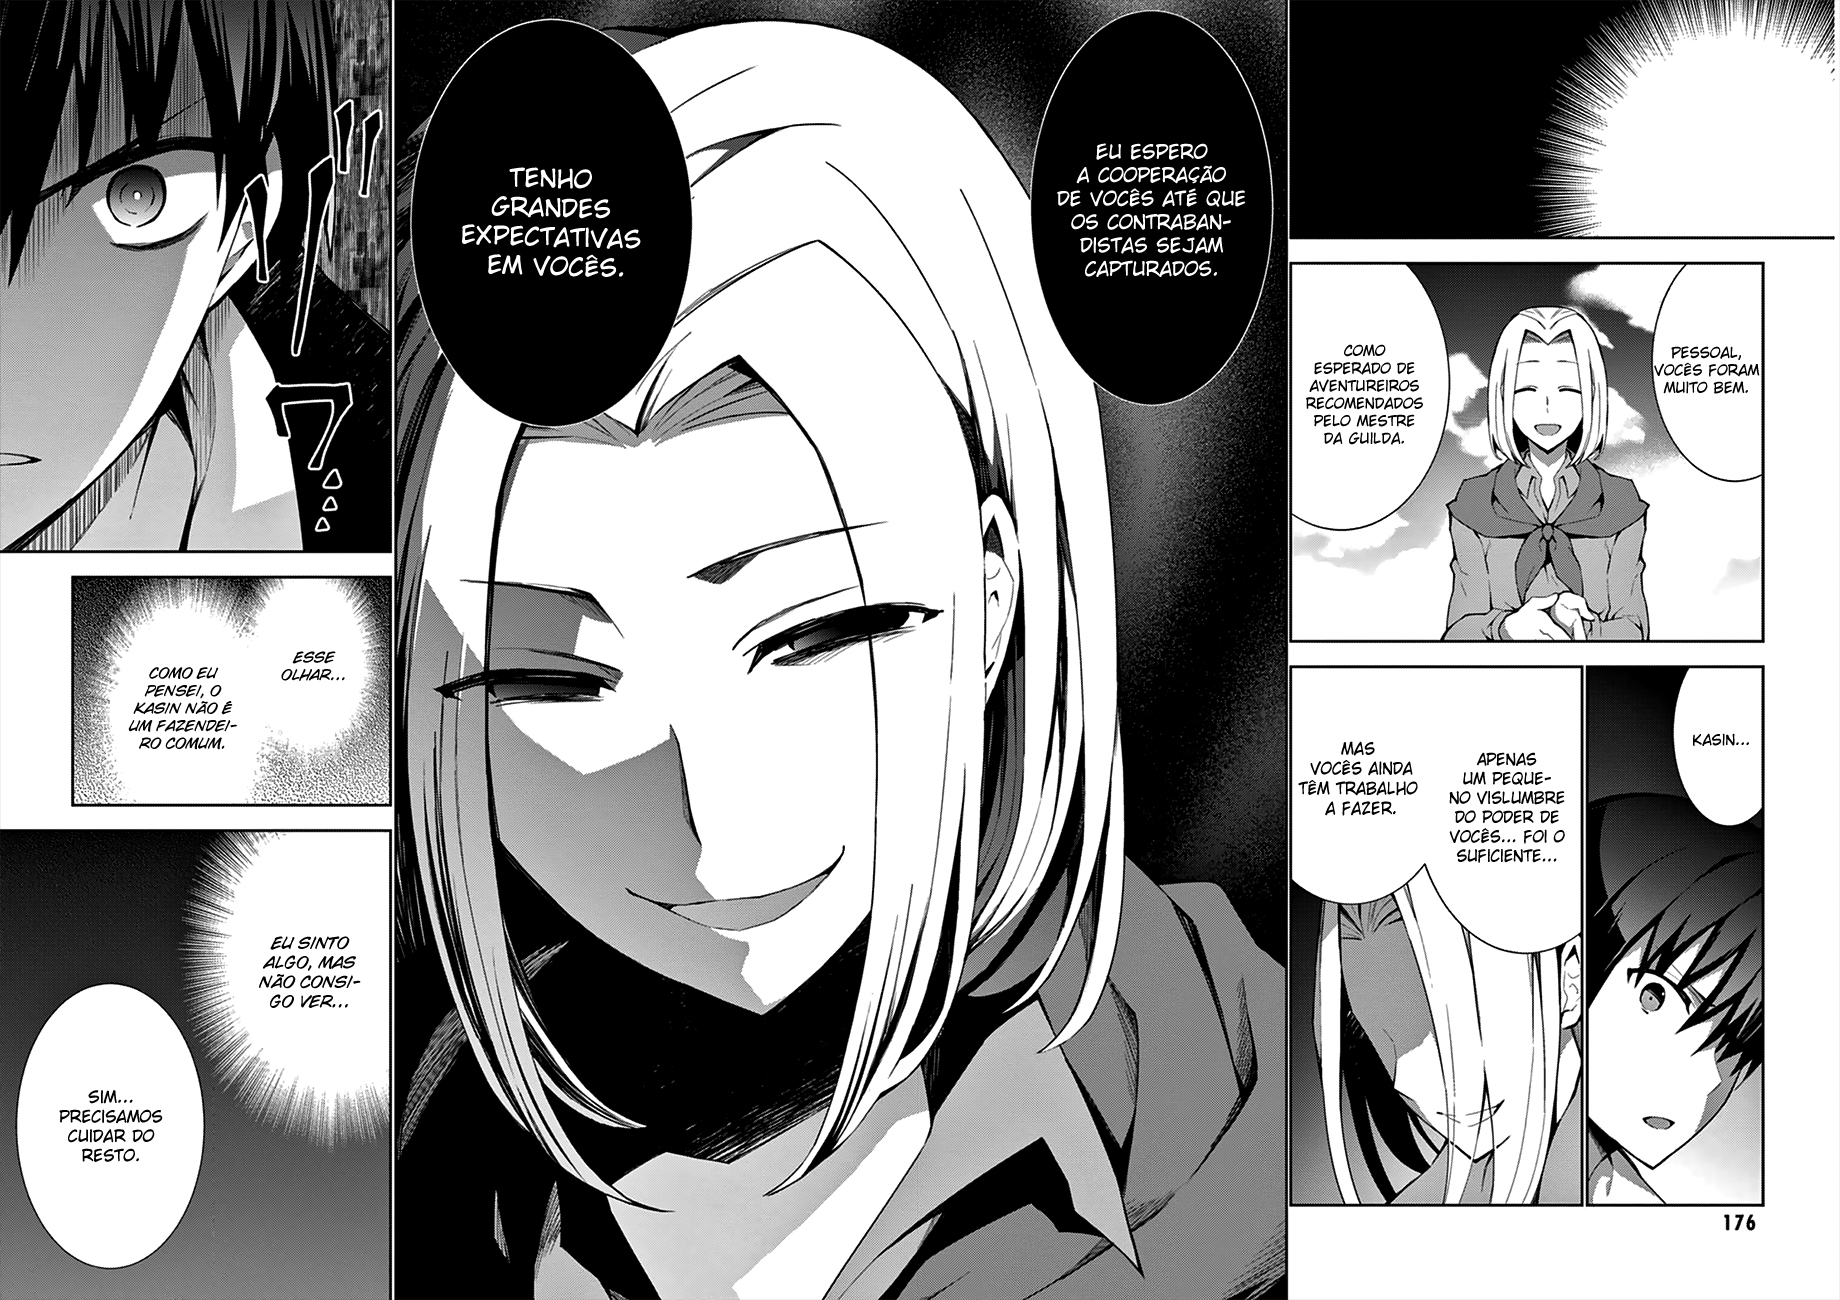 PESSOAL,
VOCÊS FORAM
MUITO BEM.
COMO
ESPERADO DE
AVENTUREIROS
RECOMENDADOS
PELO MESTRE
DA GUILDA.
KASIN...
APENAS
UM PEQUE-
NO VISLUMBRE
DO PODER DE
VOCÊS... FOI O
SUFICIENTE...
MAS
VOCÊS AINDA
TÊM TRABALHO
A FAZER.
176
EU ESPERO
A COOPERAÇÃO
DE VOCÊS ATÉ QUE
OS CONTRABAN-
DISTAS SEJAM
CAPTURADOS.
TENHO
GRANDES
EXPECTATIVAS
EM VOCÊS.
ゾゾワ...
ESSE
OLHAR...
COMO EU
PENSEI, O
KASIN NÃO É
UM FAZENDEI-
RO COMUM.
EU SINTO
ALGO, MAS
NÃO CONSI-
GO VER...
SIM...
PRECISAMOS
CUIDAR DO
RESTO.